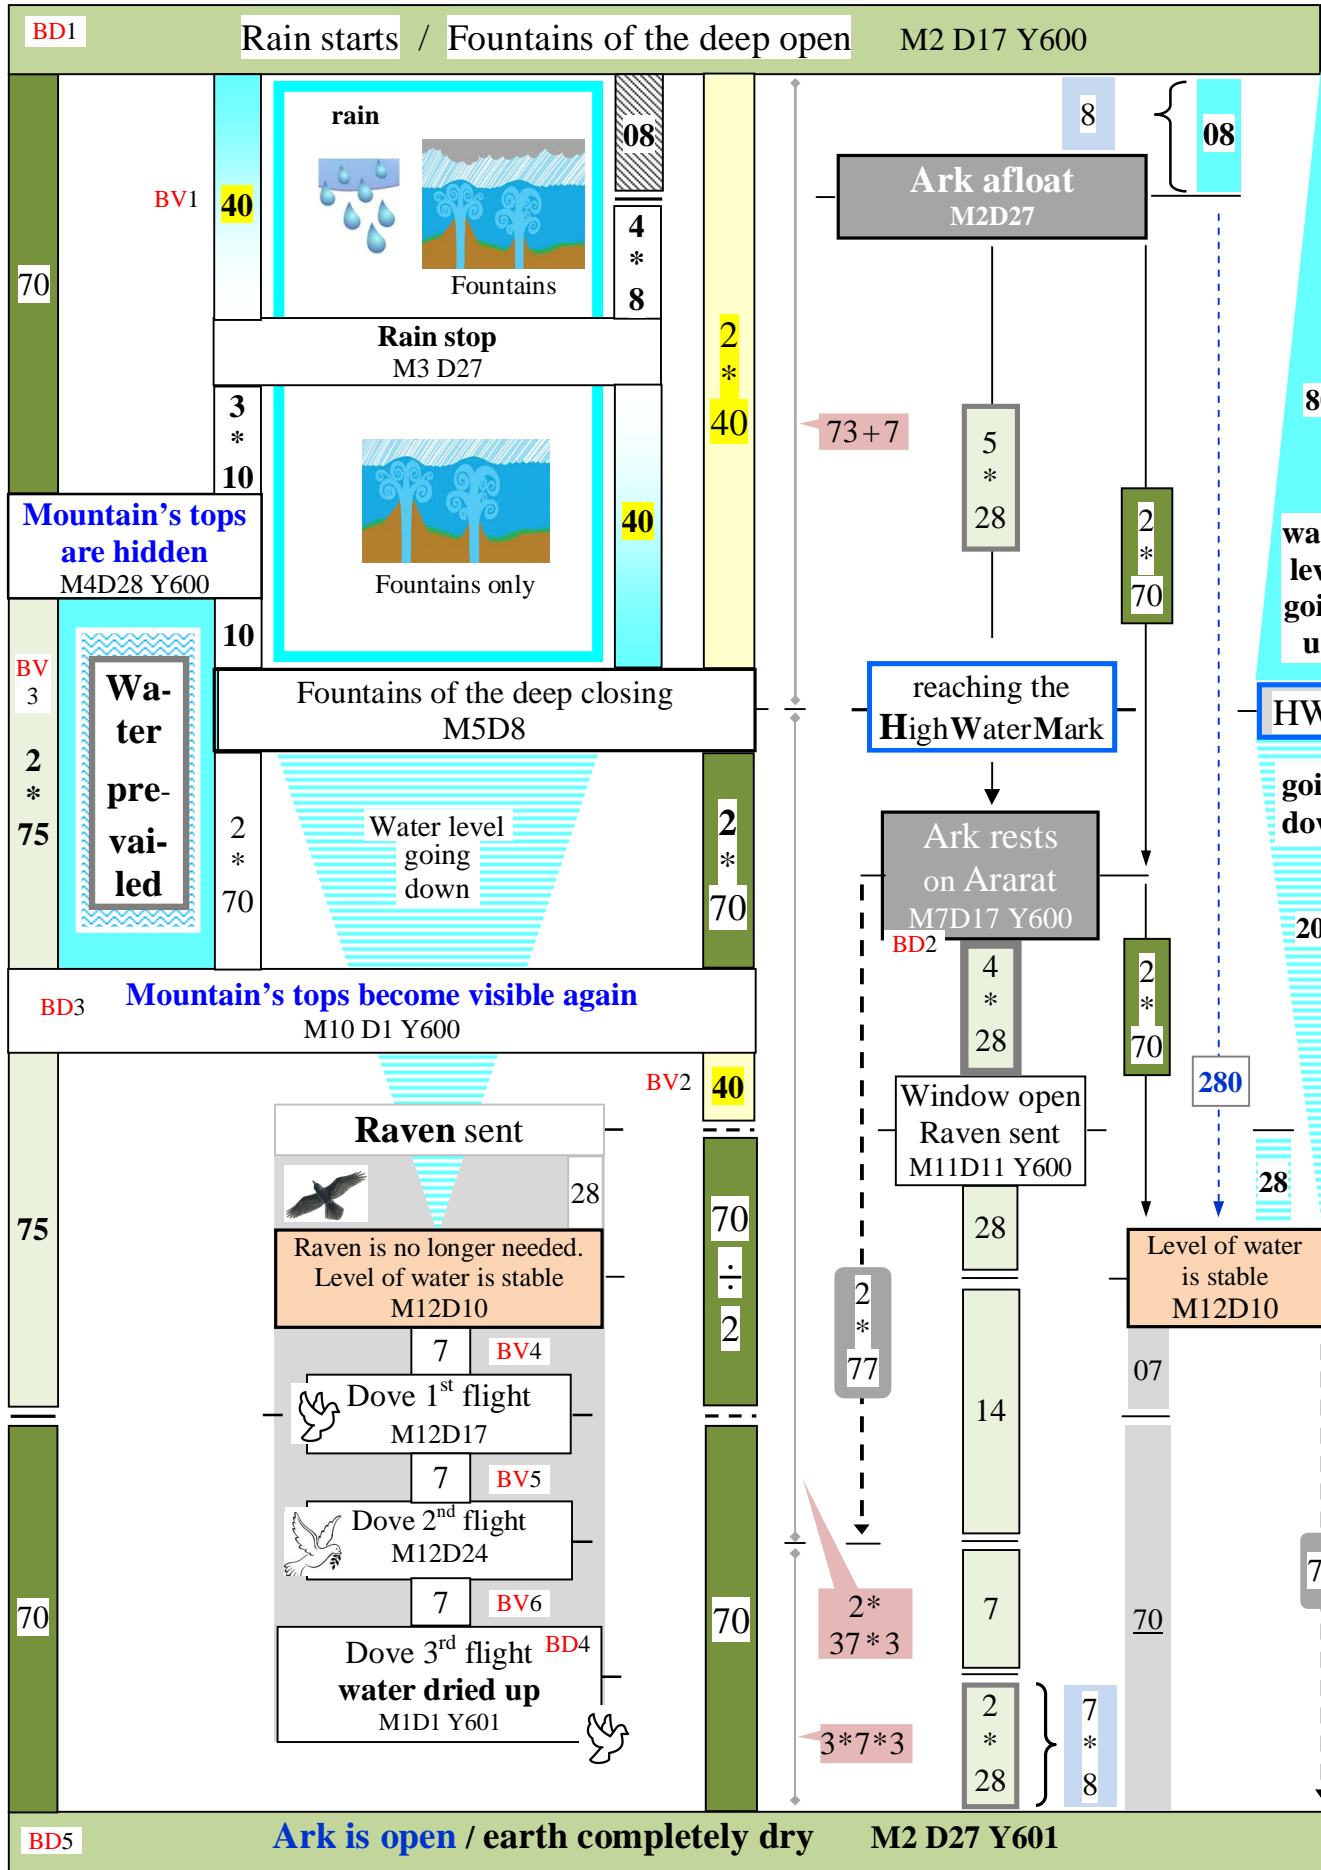 BD1
Rain starts / Fountains of the deep open M2 D17 Y600
70
BV1
40
rain
Fountains
08
4
*
8
Rain stop
M3 D27
3
*
10
2
*
40
Mountain's tops
are hidden
M4D28 Y600
Fountains only
40
10
BV
3
2
*
75
Wa-
ter
pre-
vai-
led
Fountains of the deep closing
M5D8
2
*
70
Water level
going
down
2
*
70
BD3
Mountain's tops become visible again
M10 D1 Y600
BV2
40
Raven sent
28
Raven is no longer needed.
Level of water is stable
M12D10
75
70
÷
2
7
BV4
Dove 1st flight
M12D17
7
BV5
Dove 2nd flight
M12D24
7
BV6
Dove 3rd flight
BD4
water dried up
M1D1 Y601
70
70
8
08
Ark afloat
M2D27
73+7
5
*
28
2
*
70
reaching the
HighWaterMark
Ark rests
on Ararat
M7D17 Y600
BD2
4
*
28
2
*
70
280
Window open
Raven sent
M11D11 Y600
28
28
Level of water
is stable
M12D10
2
*
77
14
07
7
70
2*
37*3
3*7*3
2
*
28
7
*
8
going
BD5
Ark is open / earth completely dry M2 D27 Y601